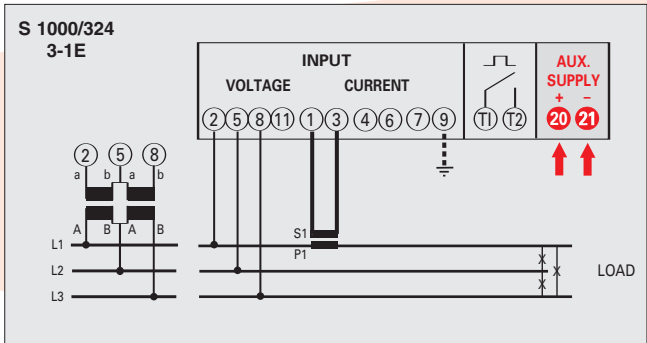 S 1000/324
3-1E
INPUT
VOLTAGE CURRENT
2 5 8 11 1 3 4 6 7 9
T1 T2
AUX.
SUPPLY
+ –
20 21
2 5 8
a b a b
A B A B
S1
P1
L1
L2
L3
X
X
X
LOAD